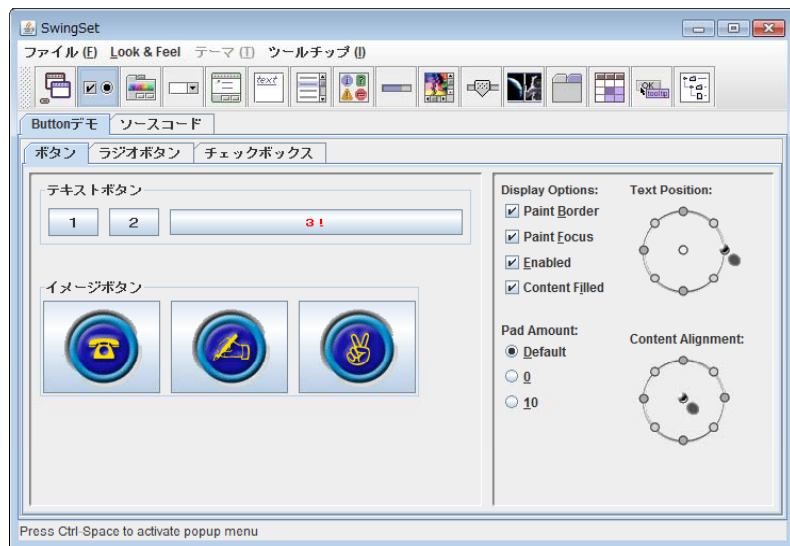 SwingSet
ファイル (F) Look & Feel テーマ (T) ツールチップ (I)
text
OK
tooltip
Buttonデモ ソースコード
ボタン ラジオボタン チェックボックス
テキストボタン
1 2 3!
イメージボタン
Display Options:
Paint Border
Paint Focus
Enabled
Content Filled
Text Position:
Pad Amount:
Default
0
10
Content Alignment:
Press Ctrl-Space to activate popup menu